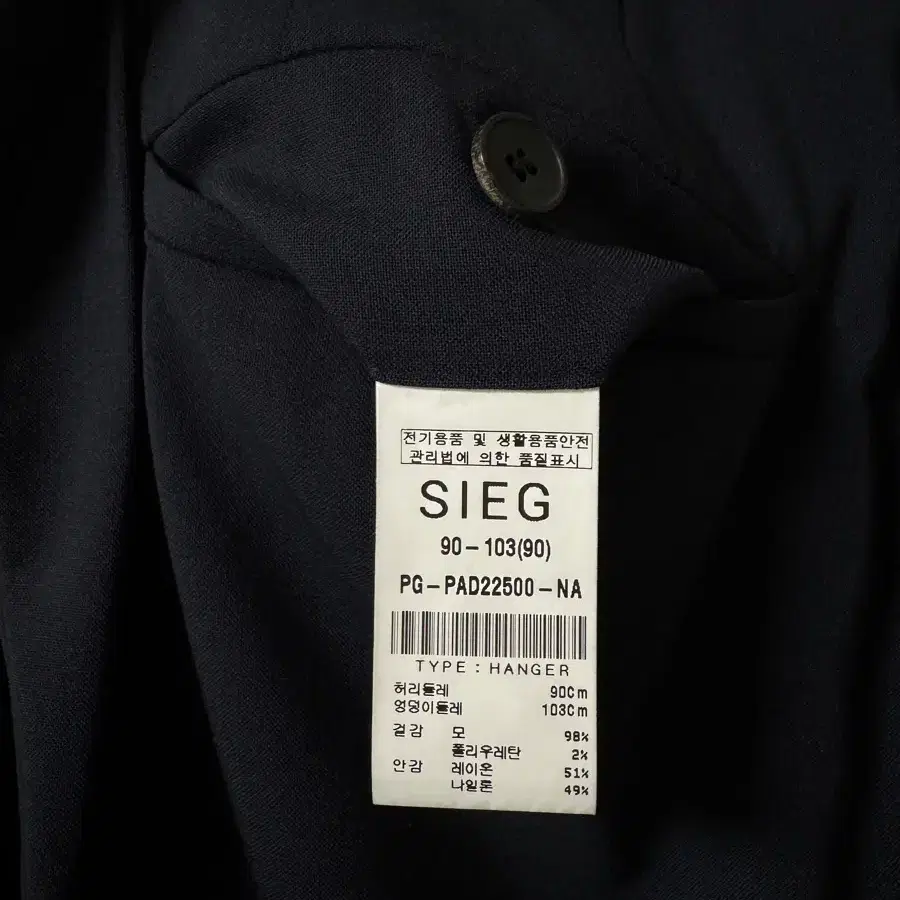 전기용품 및 생활용품안전
관리법에 의한 품질표시
SIEG
90-103(90)
PG-PAD22500-NA
TYPE : HANGER
허리둘레 90Cm
엉덩이둘레 103Cm
겉감 모 98%
폴리우레탄 2%
안감 레이온 51%
나일론 49%